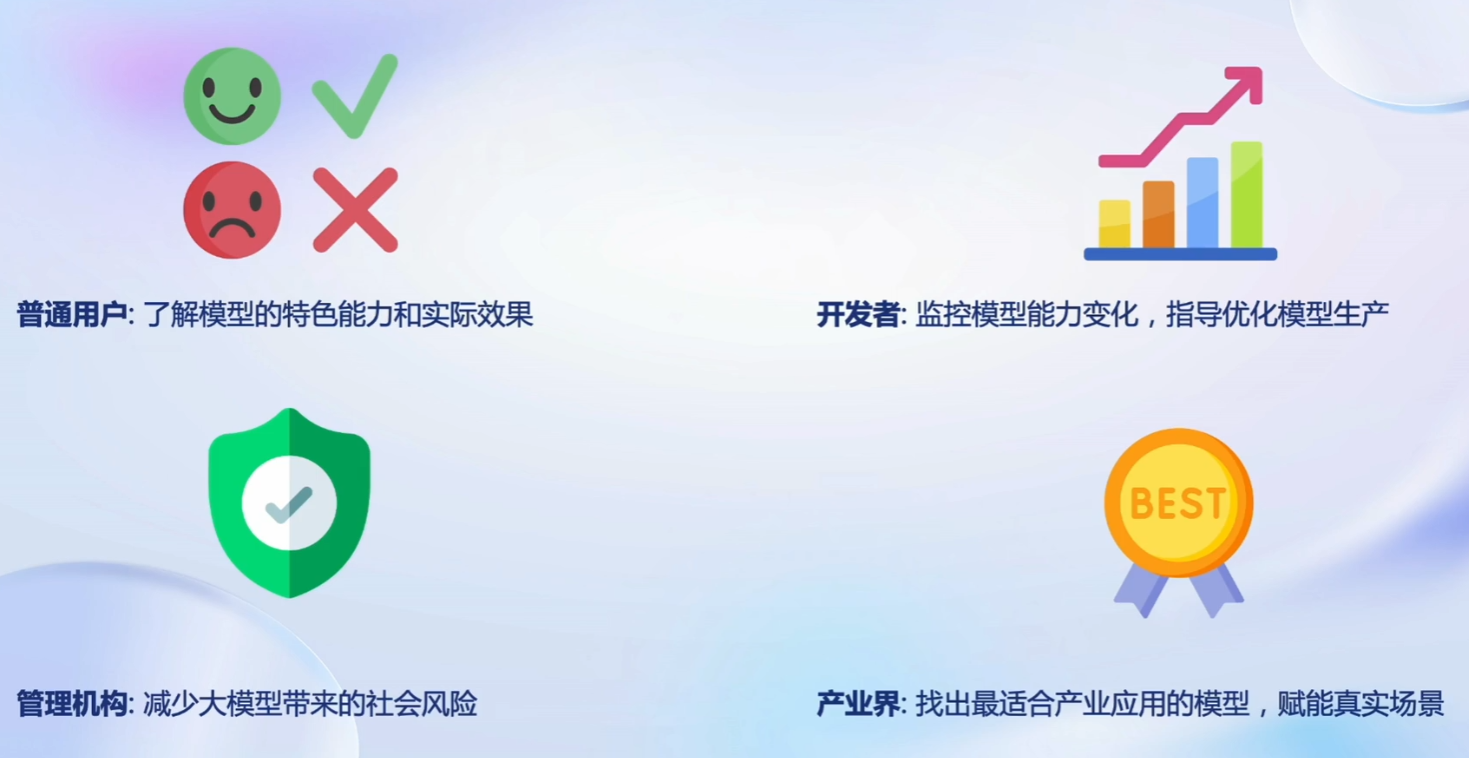 普通用户: 了解模型的特色能力和实际效果
开发者: 监控模型能力变化，指导优化模型生产
BEST
管理机构: 减少大模型带来的社会风险
产业界: 找出最适合产业应用的模型，赋能真实场景